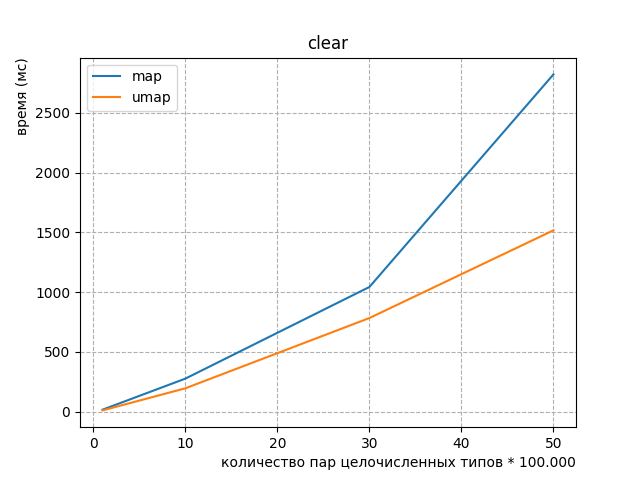 clear
время (мс)
map
umap
2500
2000
1500
1000
500
0
0 10 20 30 40 50
количество пар целочисленных типов * 100.000